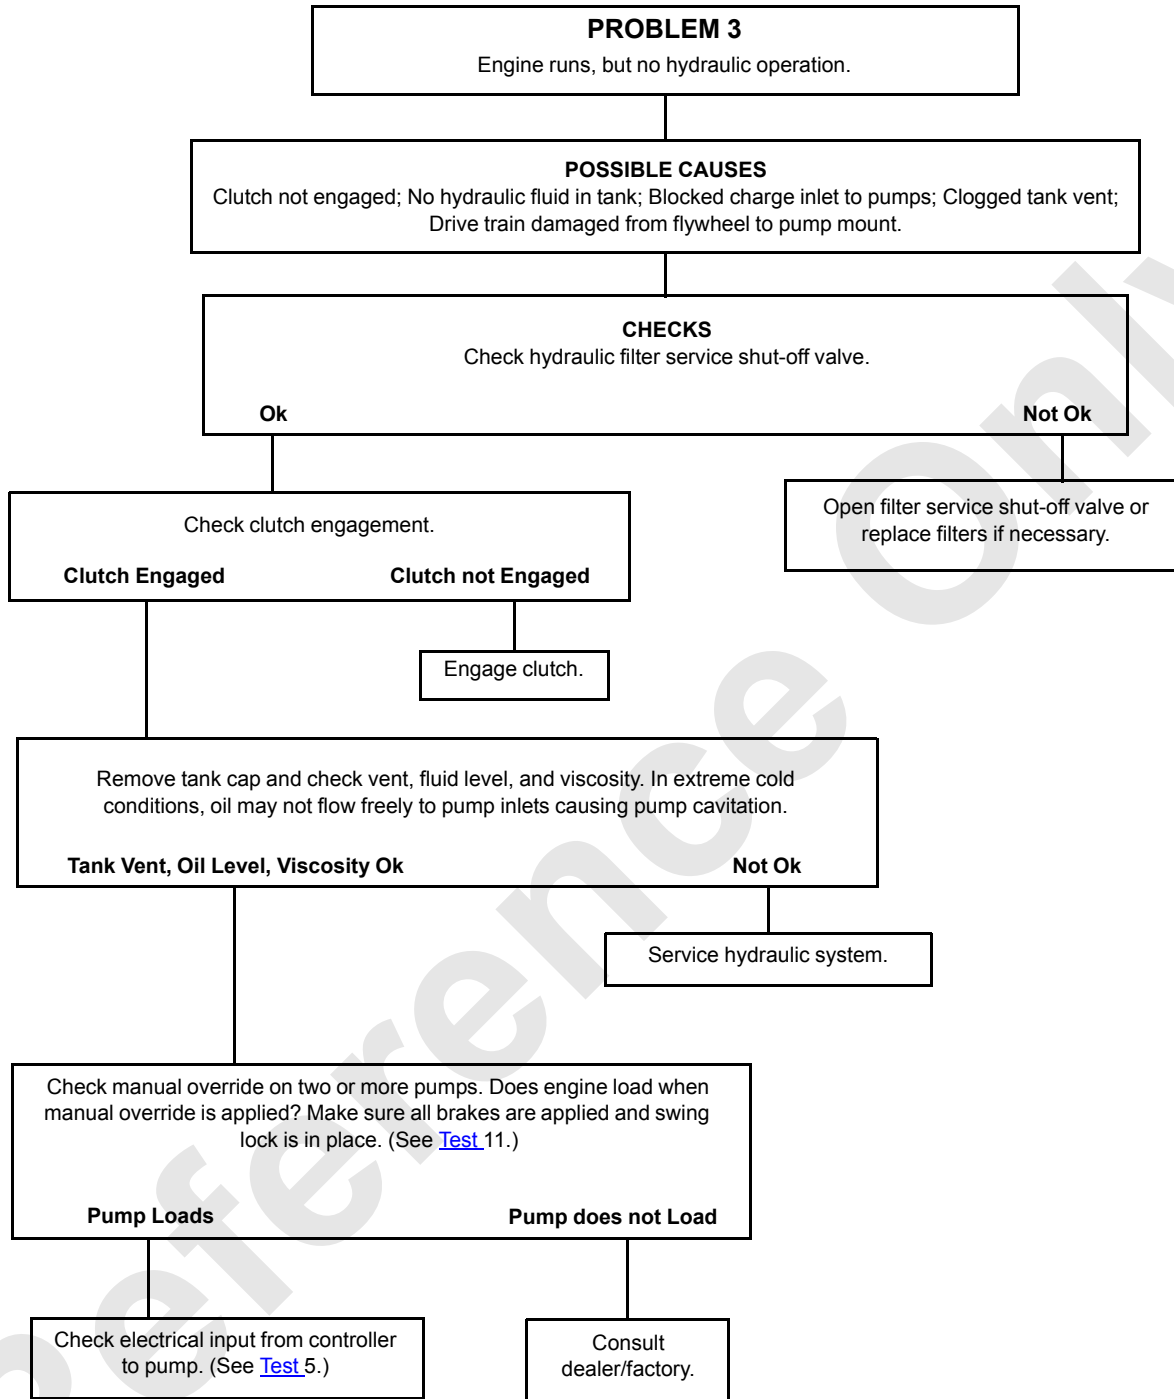 PROBLEM 3
Engine runs, but no hydraulic operation.
POSSIBLE CAUSES
Clutch not engaged; No hydraulic fluid in tank; Blocked charge inlet to pumps; Clogged tank vent;
Drive train damaged from flywheel to pump mount.
CHECKS
Check hydraulic filter service shut-off valve.
Ok
Not Ok
Check clutch engagement.
Clutch Engaged
Clutch not Engaged
Open filter service shut-off valve or
replace filters if necessary.
Engage clutch.
Remove tank cap and check vent, fluid level, and viscosity. In extreme cold
conditions, oil may not flow freely to pump inlets causing pump cavitation.
Tank Vent, Oil Level, Viscosity Ok
Not Ok
Service hydraulic system.
Check manual override on two or more pumps. Does engine load when
manual override is applied? Make sure all brakes are applied and swing
lock is in place. (See Test 11.)
Pump Loads
Pump does not Load
Check electrical input from controller
to pump. (See Test 5.)
Consult
dealer/factory.
Reference Only